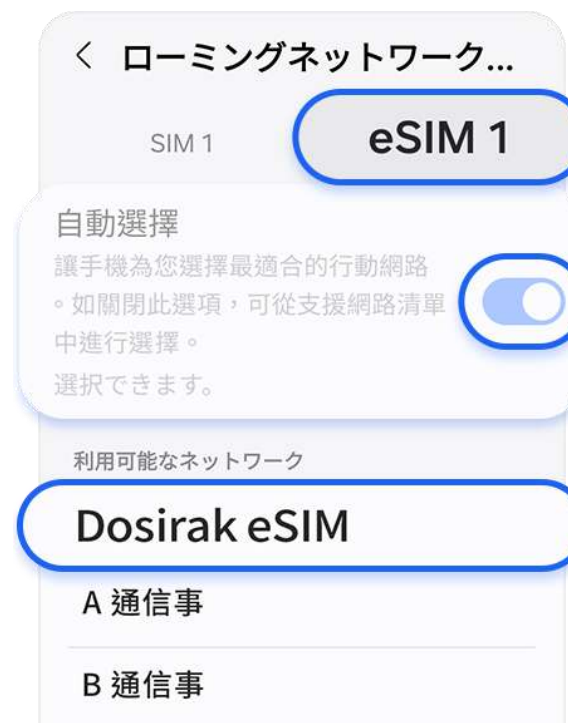 < ローミングネットワーク...
SIM 1
eSIM 1
自動選擇
讓手機為您選擇最適合的行動網路
。如關閉此選項，可從支援網路清單
中進行選擇。
選択できます。
利用可能なネットワーク
Dosirak eSIM
A 通信事
B 通信事